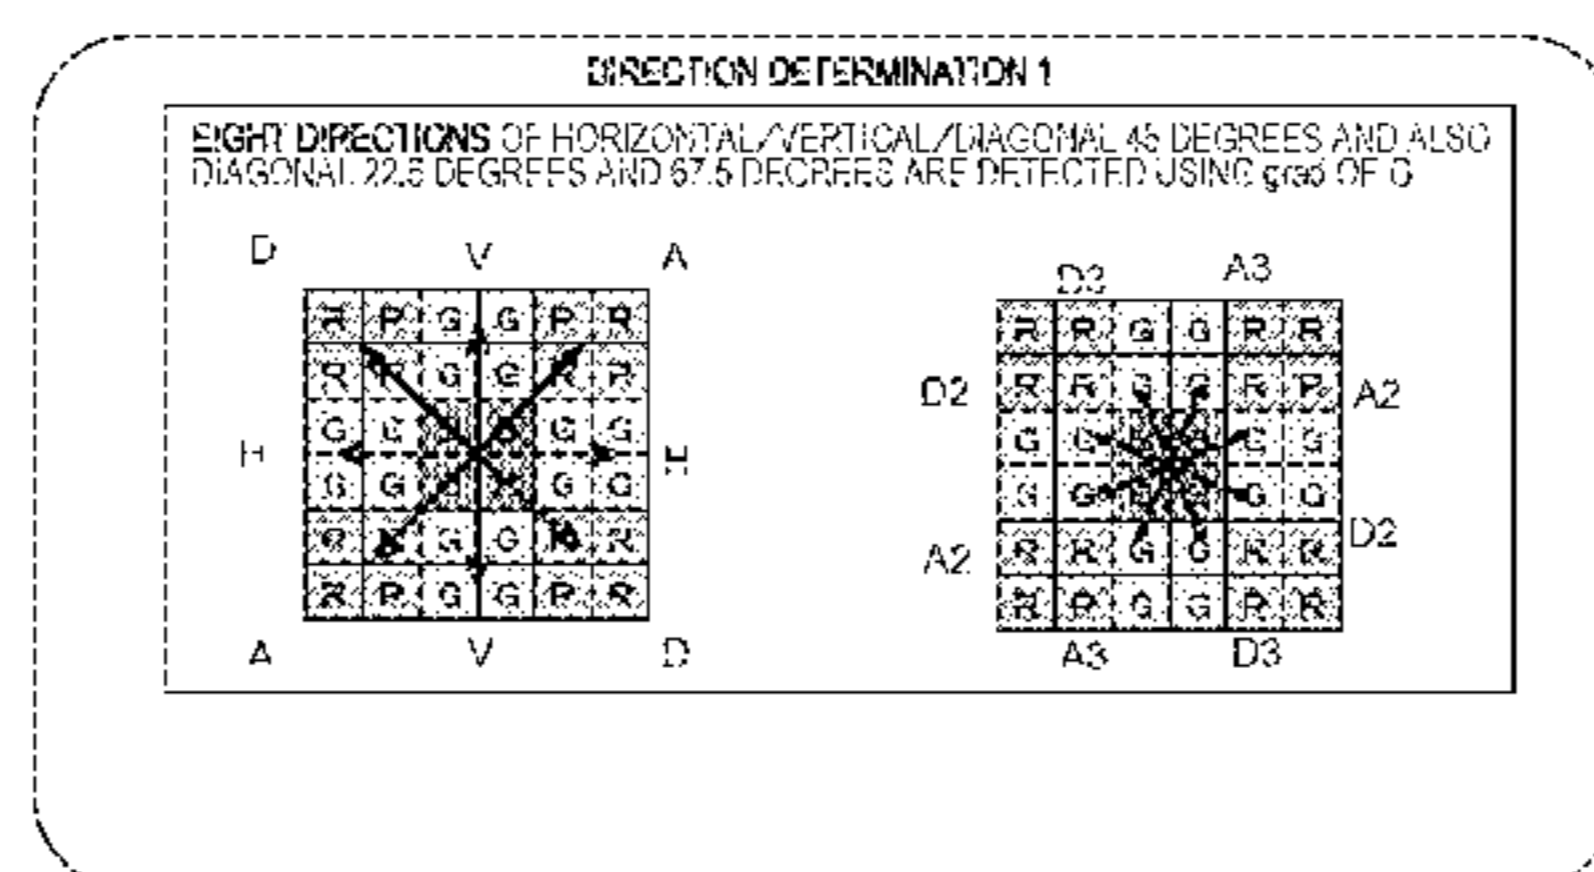 DIRECTION DETERMINATION 1
EIGHT DIRECTIONS OF HORIZONTAL/VERTICAL/DIAGONAL 45 DEGREES AND ALSO
DIAGONAL 22.5 DEGREES AND 67.5 DEGREES ARE DETECTED USING grad OF G
D V A
R R G G R R
R R G G R R
H G G G G H
G G G G
R G G R R
R R G G R R
A V D
D3 A3
R R G G R R
D2 R R G G R R A2
G G G G
G G G G
A2 R R G G R R D2
R R G G R R
A3 D3